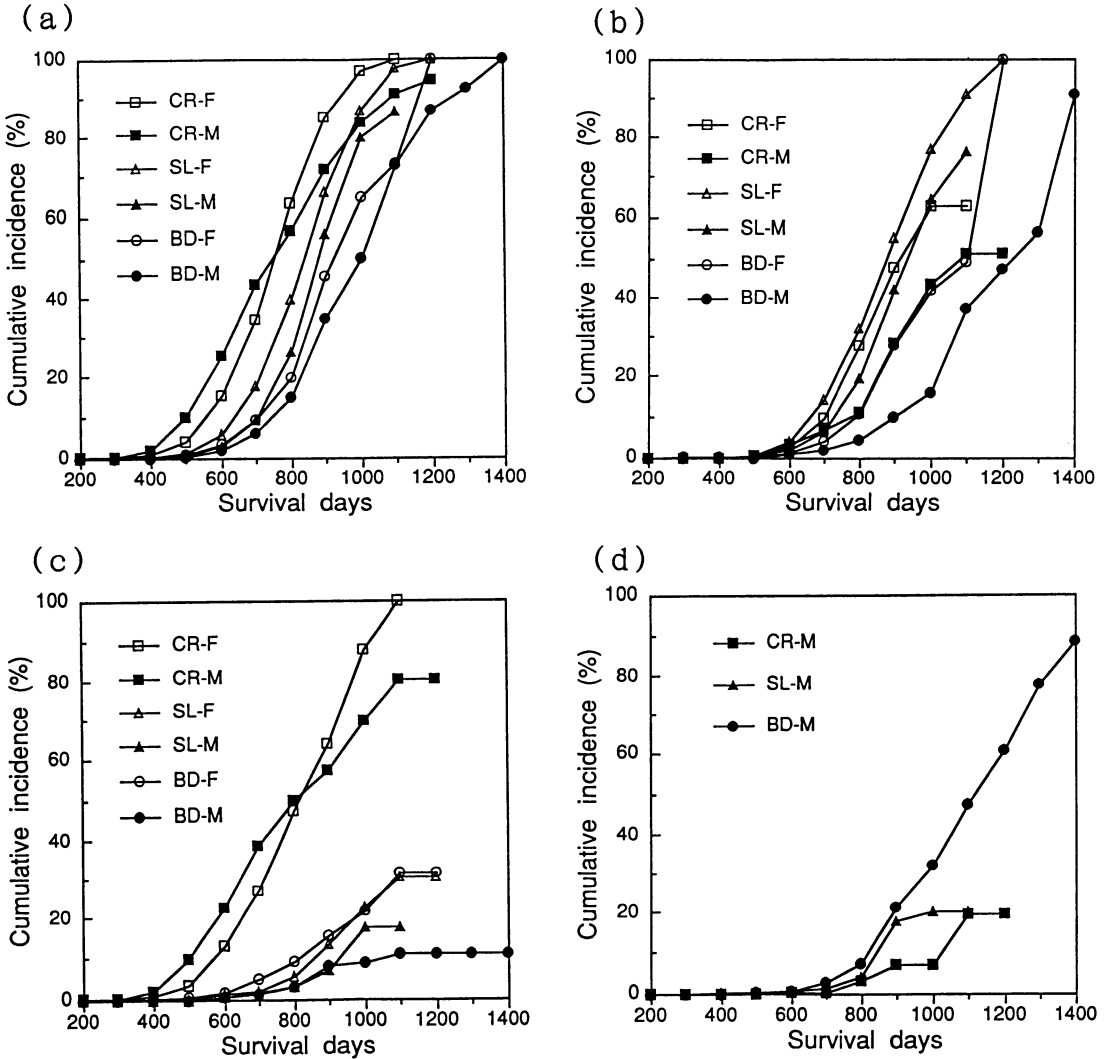 (a)
Cumulative incidence (%)
100
80
60
40
20
0
CR-F
CR-M
SL-F
SL-M
BD-F
BD-M
200 400 600 800 1000 1200 1400
Survival days
(b)
Cumulative incidence (%)
100
80
60
40
20
0
CR-F
CR-M
SL-F
SL-M
BD-F
BD-M
200 400 600 800 1000 1200 1400
Survival days
(c)
Cumulative incidence (%)
100
80
60
40
20
0
CR-F
CR-M
SL-F
SL-M
BD-F
BD-M
200 400 600 800 1000 1200 1400
Survival days
(d)
Cumulative incidence (%)
100
80
60
40
20
0
CR-M
SL-M
BD-M
200 400 600 800 1000 1200 1400
Survival days